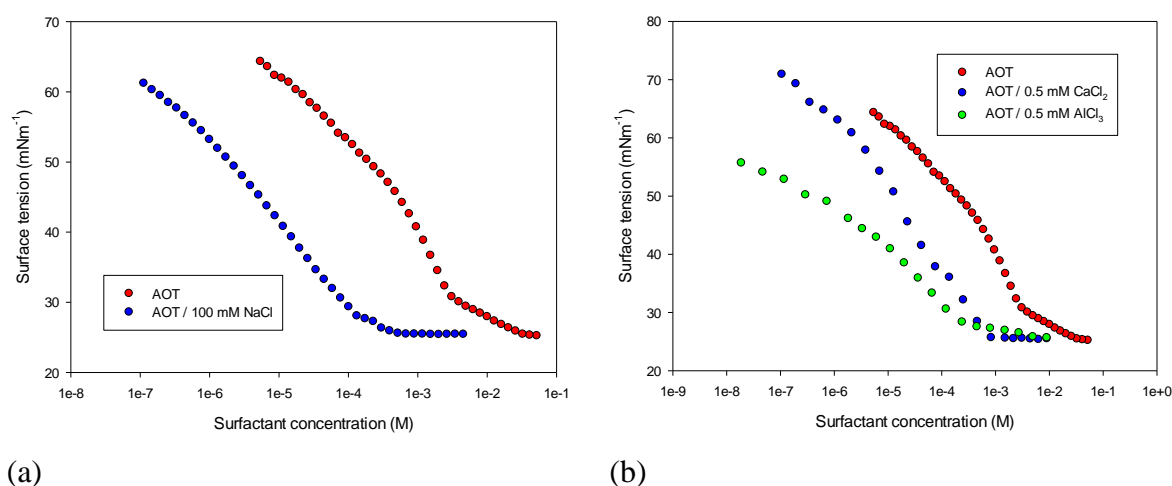 70
60
50
40
30
20
Surface tension (mNm⁻¹)
AOT
AOT / 100 mM NaCl
1e-8 1e-7 1e-6 1e-5 1e-4 1e-3 1e-2 1e-1
Surfactant concentration (M)
(a)
80
70
60
50
40
30
20
Surface tension (mNm⁻¹)
AOT
AOT / 0.5 mM CaCl₂
AOT / 0.5 mM AlCl₃
1e-9 1e-8 1e-7 1e-6 1e-5 1e-4 1e-3 1e-2 1e-1 1e+0
Surfactant concentration (M)
(b)